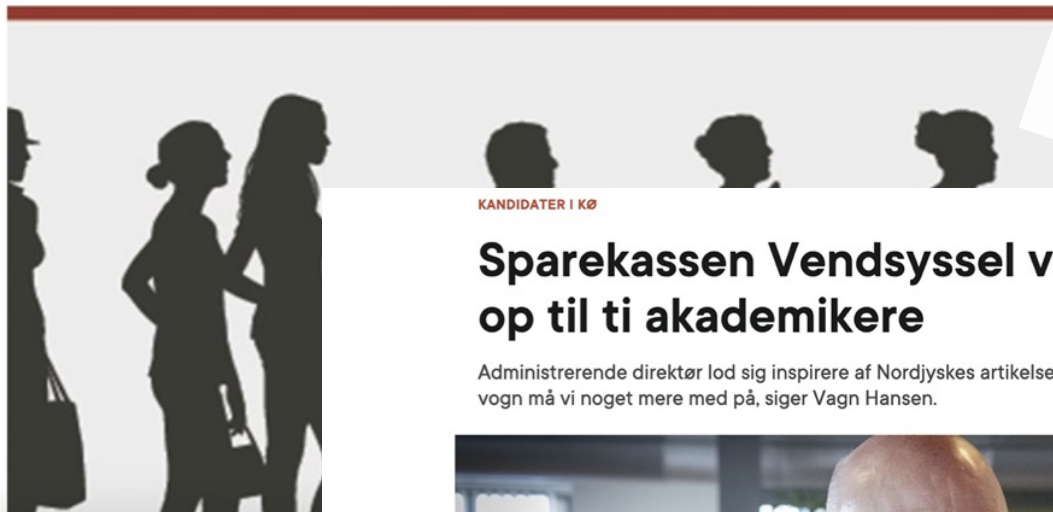 KANDIDATER I KØ
Sparekassen Vendsyssel
op til ti akademikere
Administrerende direktør lod sig inspirere af Nordjyskes
vogn må vi noget mere med på, siger Vagn Hansen.